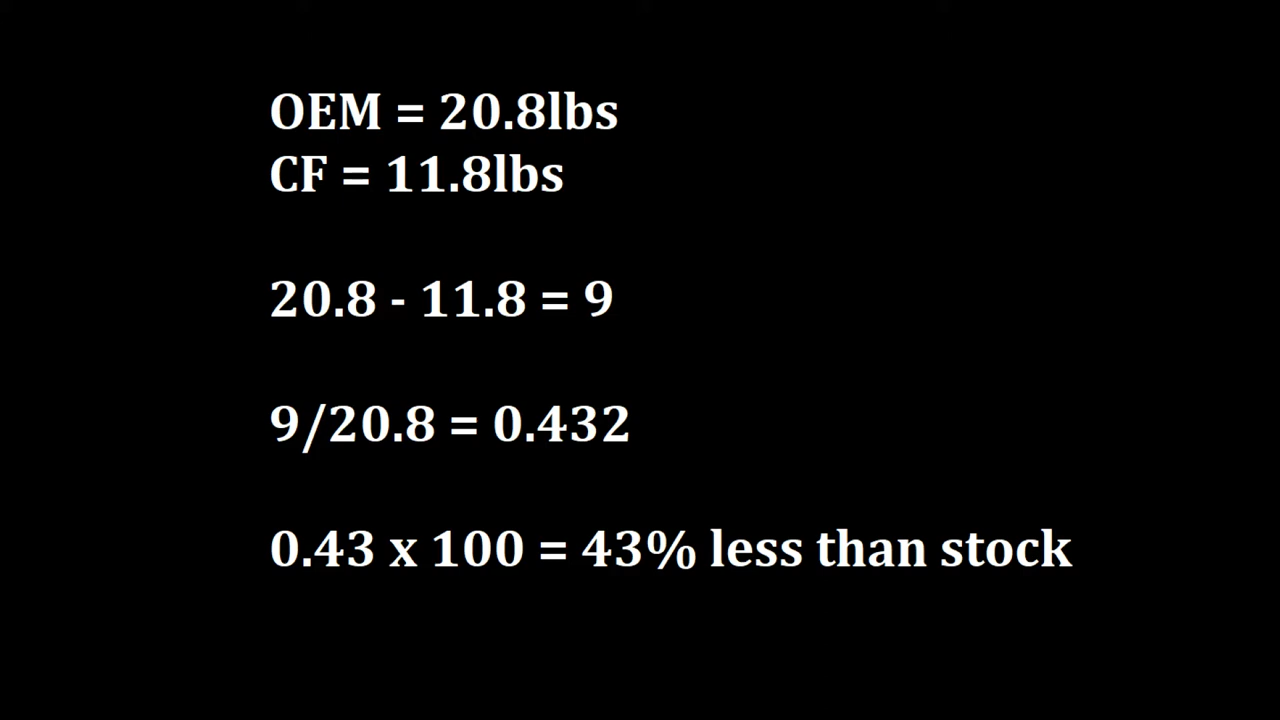 OEM = 20.8lbs
CF = 11.8lbs
20.8 - 11.8 = 9
9/20.8 = 0.432
0.43 x 100 = 43% less than stock